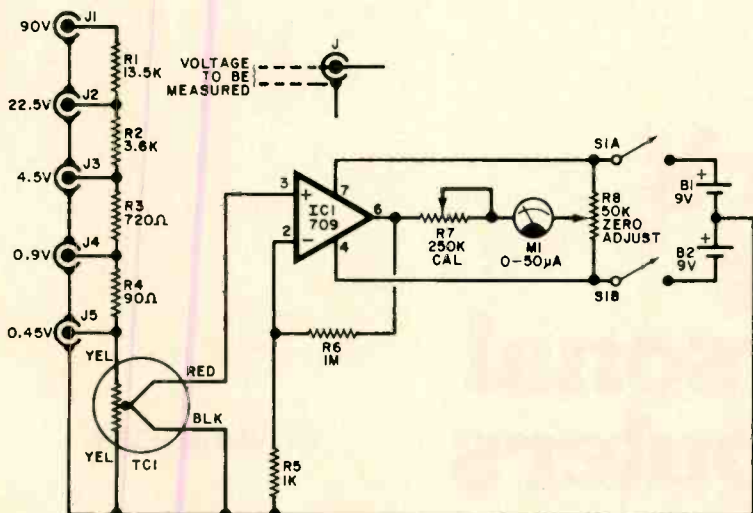 90V
J1
R1
13.5K
22.5V
J2
R2
3.6K
4.5V
J3
R3
720Ω
0.9V
J4
R4
90Ω
0.45V
J5
YEL
RED
BLK
YEL
TC1
VOLTAGE
TO BE
MEASURED
J
3
+
IC1
709
7
6
2
-
4
R7
250K
CAL
M1
0-50µA
R6
1M
R5
1K
S1A
R8
50K
ZERO
ADJUST
S1B
+
B1
9V
+
B2
9V